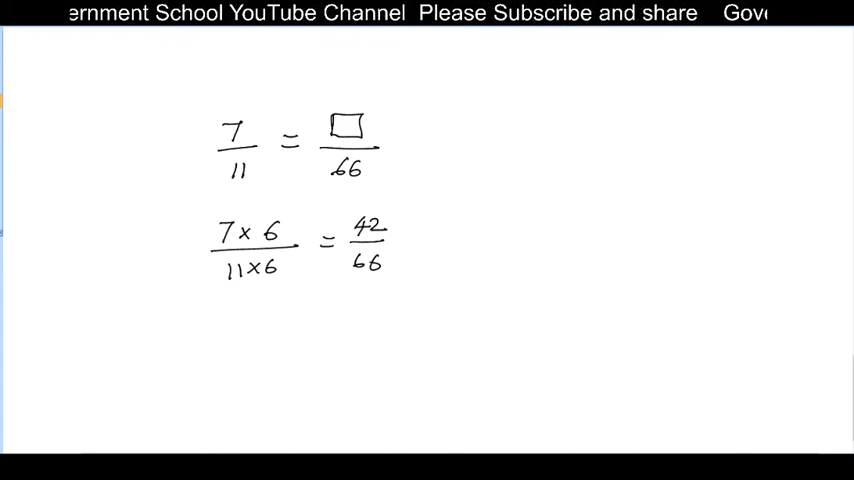 ernment School YouTube Channel Please Subscribe and share Gov
7/11 = □/66
7 × 6/11 × 6 = 42/66